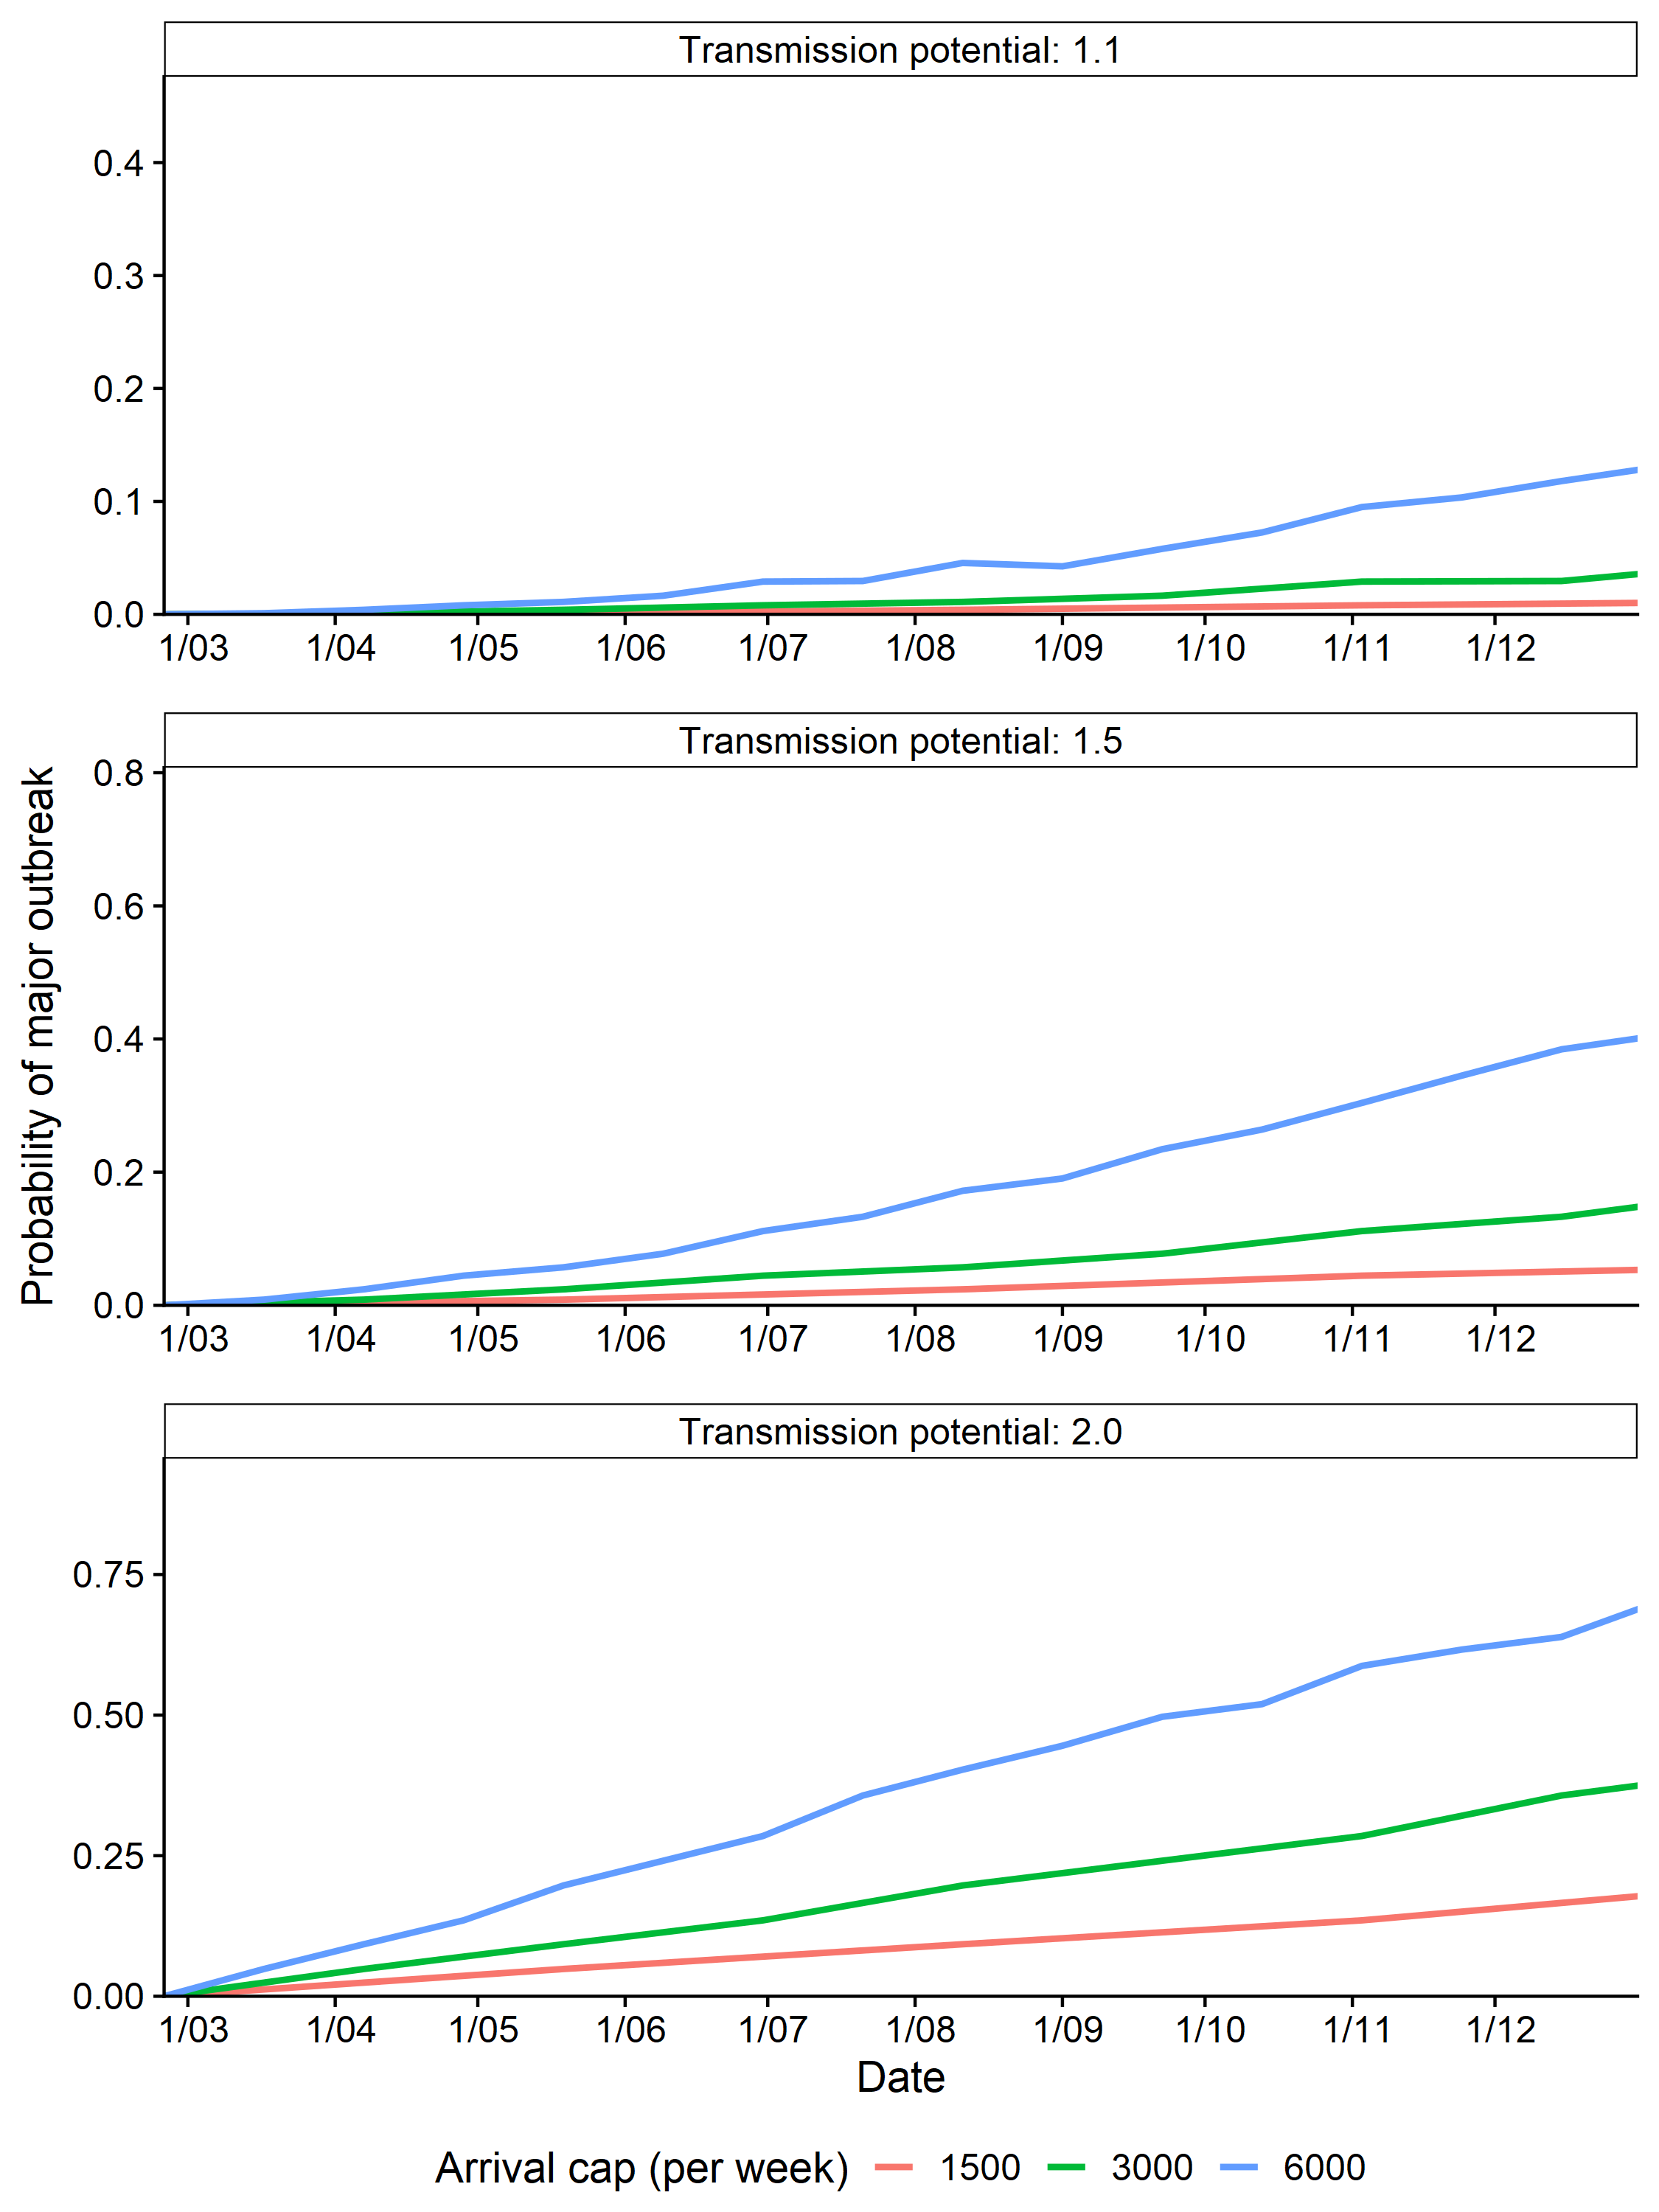 Transmission potential: 1.1
0.4
0.3
0.2
0.1
0.0
1/03 1/04 1/05 1/06 1/07 1/08 1/09 1/10 1/11 1/12
Transmission potential: 1.5
Probability of major outbreak
0.8
0.6
0.4
0.2
0.0
1/03 1/04 1/05 1/06 1/07 1/08 1/09 1/10 1/11 1/12
Transmission potential: 2.0
0.75
0.50
0.25
0.00
1/03 1/04 1/05 1/06 1/07 1/08 1/09 1/10 1/11 1/12
Date
Arrival cap (per week) 1500 3000 6000